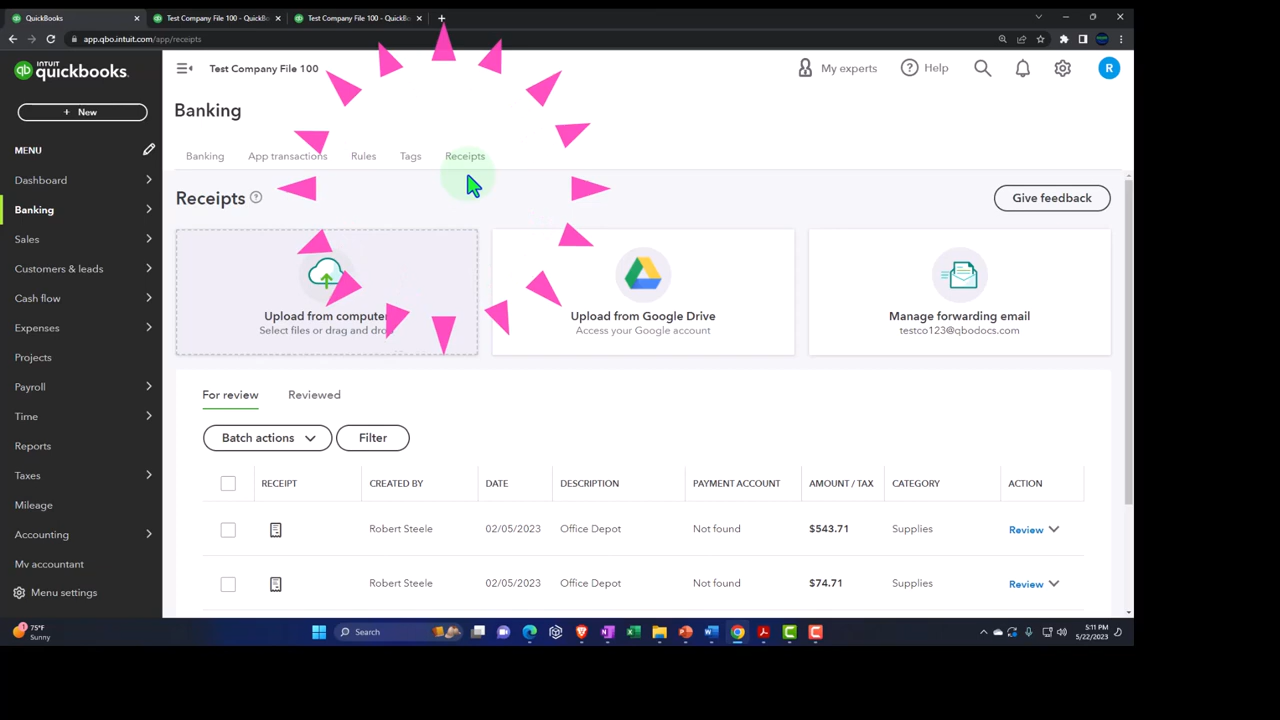 QuickBooks
Test Company File 100 - QuickBo
Test Company File 100 - QuickBo
app.qbo.intuit.com/app/receipts
INTUIT
quickbooks.
Test Company File 100
My experts
Help
R
+ New
Banking
MENU
Banking
App transactions
Rules
Tags
Receipts
Dashboard
Banking
Sales
Customers & leads
Cash flow
Expenses
Projects
Payroll
Time
Reports
Taxes
Mileage
Accounting
My accountant
Menu settings
Receipts
Give feedback
Upload from computer
Select files or drag and drop
Upload from Google Drive
Access your Google account
Manage forwarding email
testco123@qbodocs.com
For review
Reviewed
Batch actions
Filter
RECEIPT CREATED BY DATE DESCRIPTION PAYMENT ACCOUNT AMOUNT / TAX CATEGORY ACTION
Robert Steele 02/05/2023 Office Depot Not found $543.71 Supplies Review
Robert Steele 02/05/2023 Office Depot Not found $74.71 Supplies Review
75°F
Sunny
Search
5:11 PM
5/22/2023